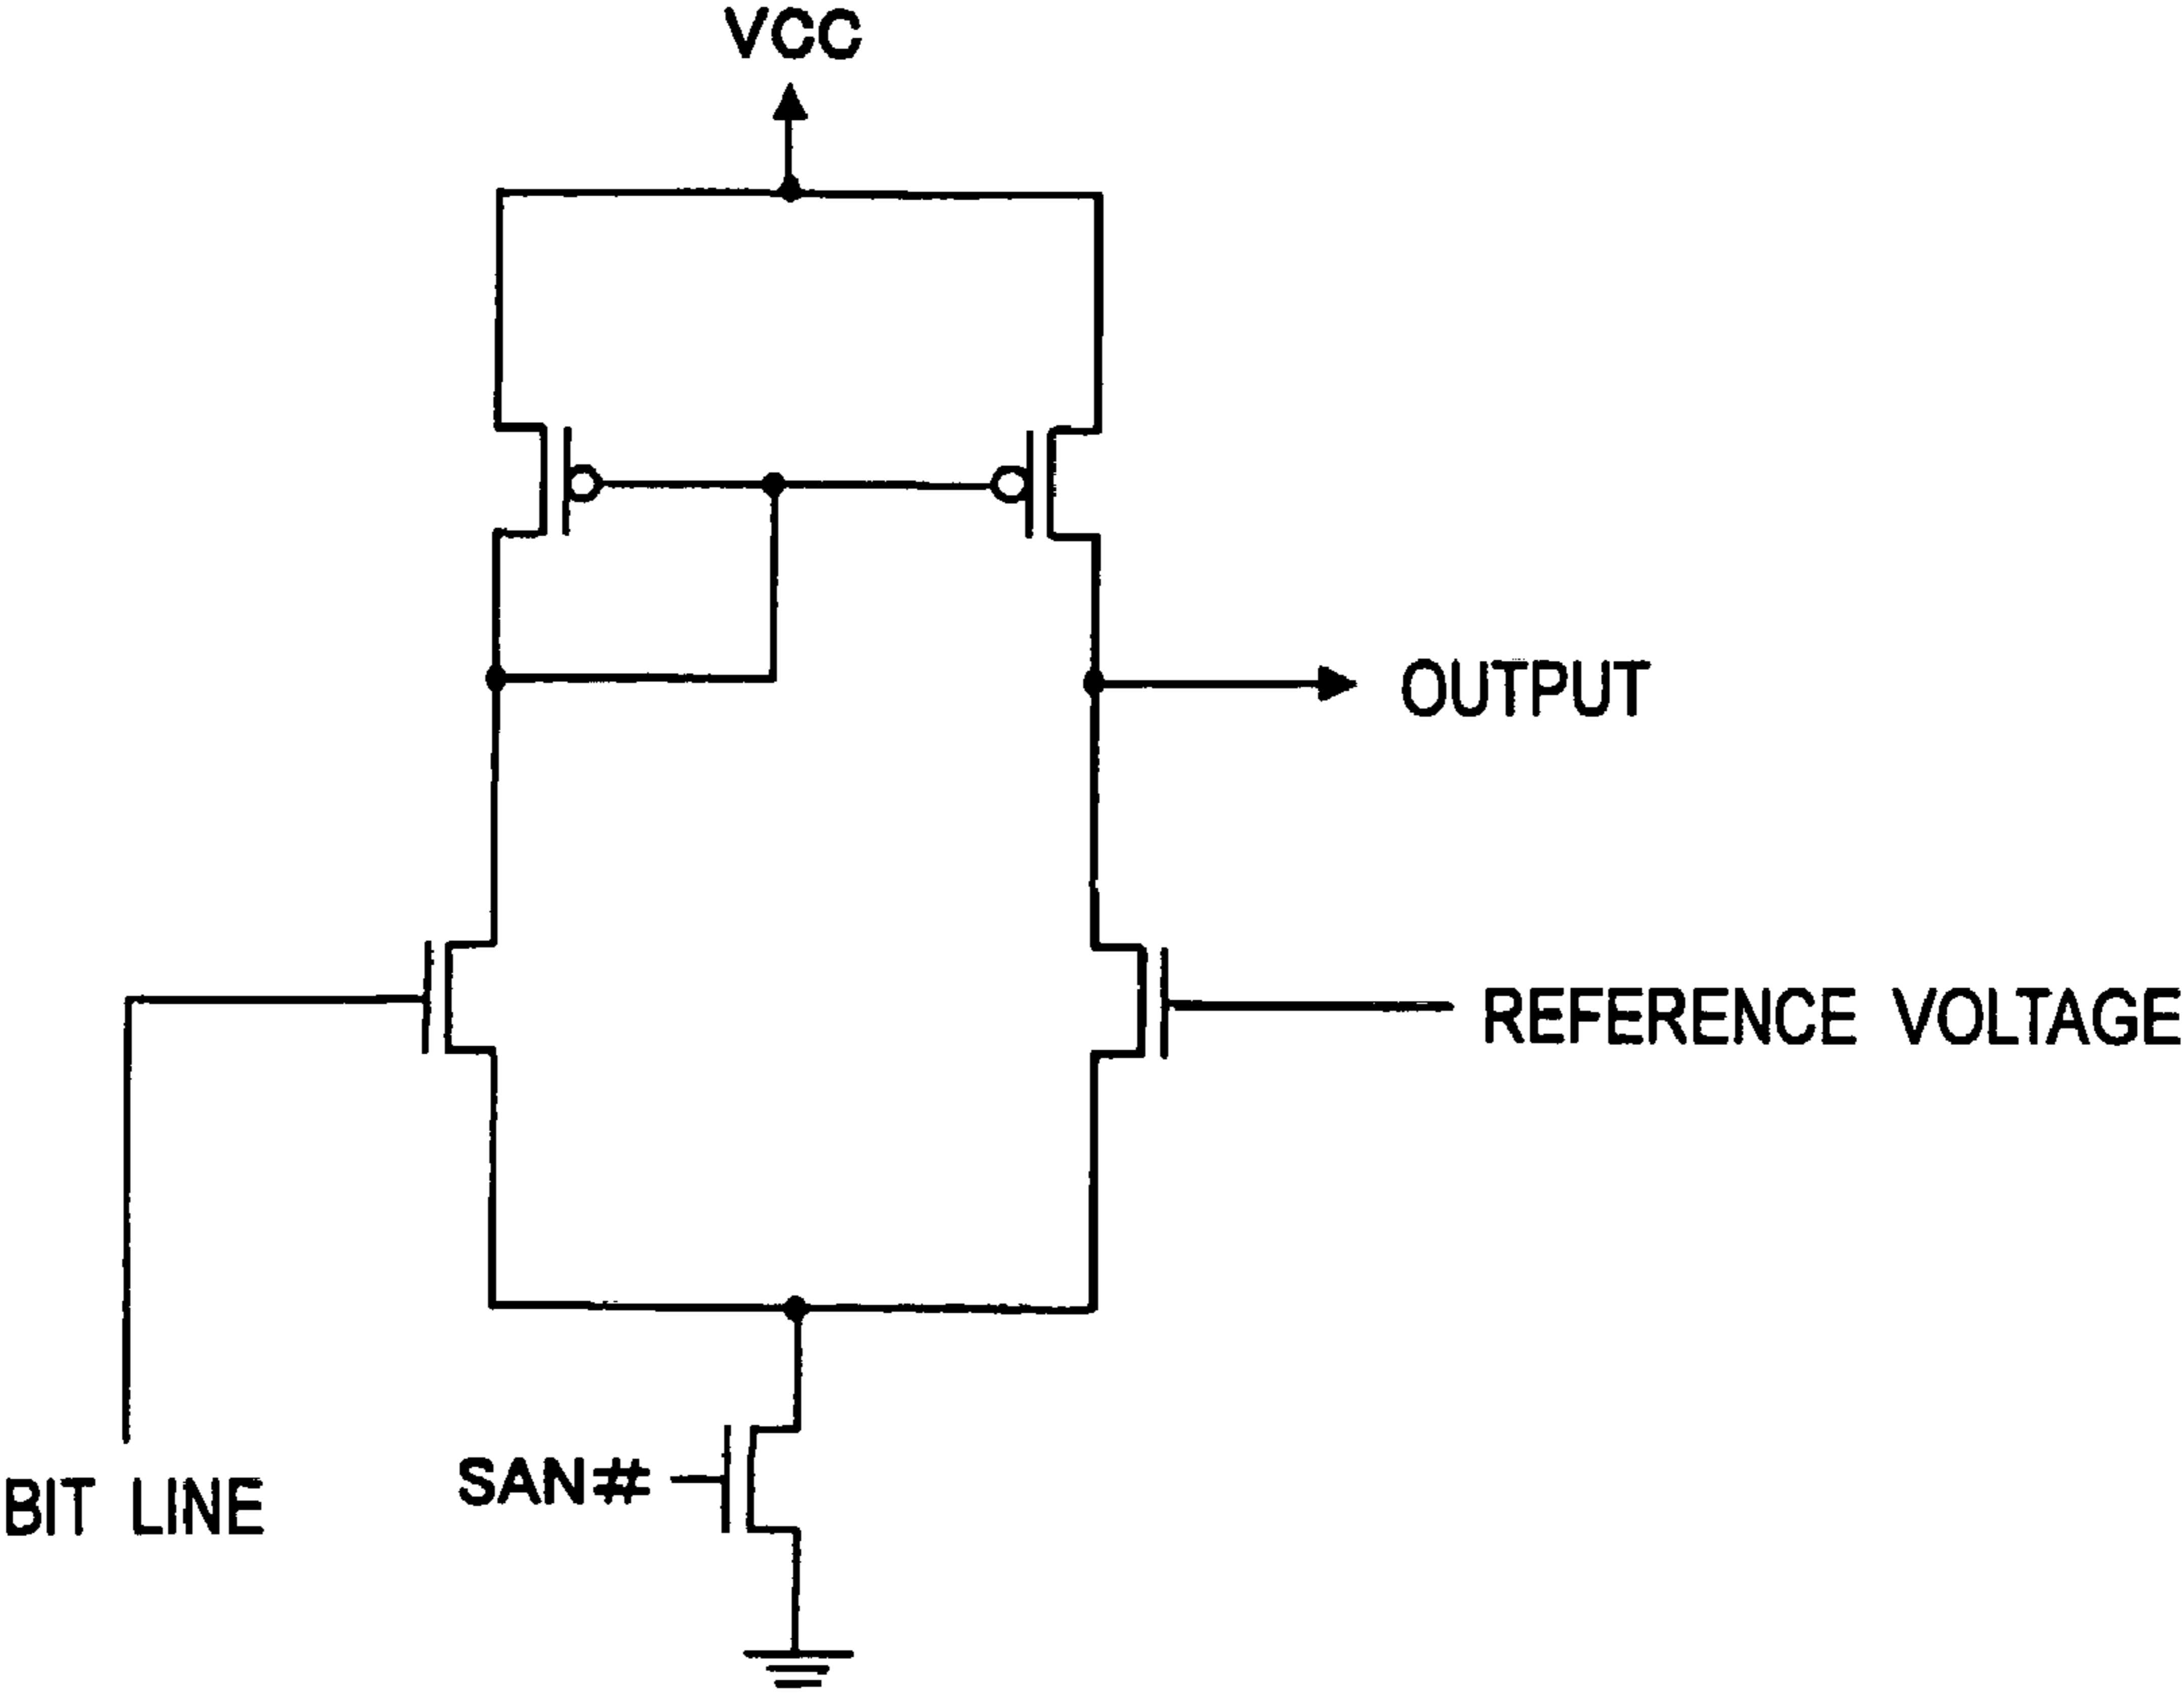 VCC
OUTPUT
REFERENCE VOLTAGE
SAN#
BIT LINE